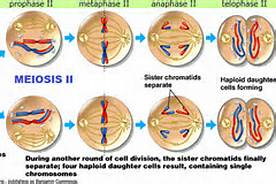 prophase II metaphase II anaphase II telophase II
MEIOSIS II
Sister chromatids
separate
Haploid daughter
cells forming
During another round of cell division, the sister chromatids finally
separate; four haploid daughter cells result, containing single
chromosomes